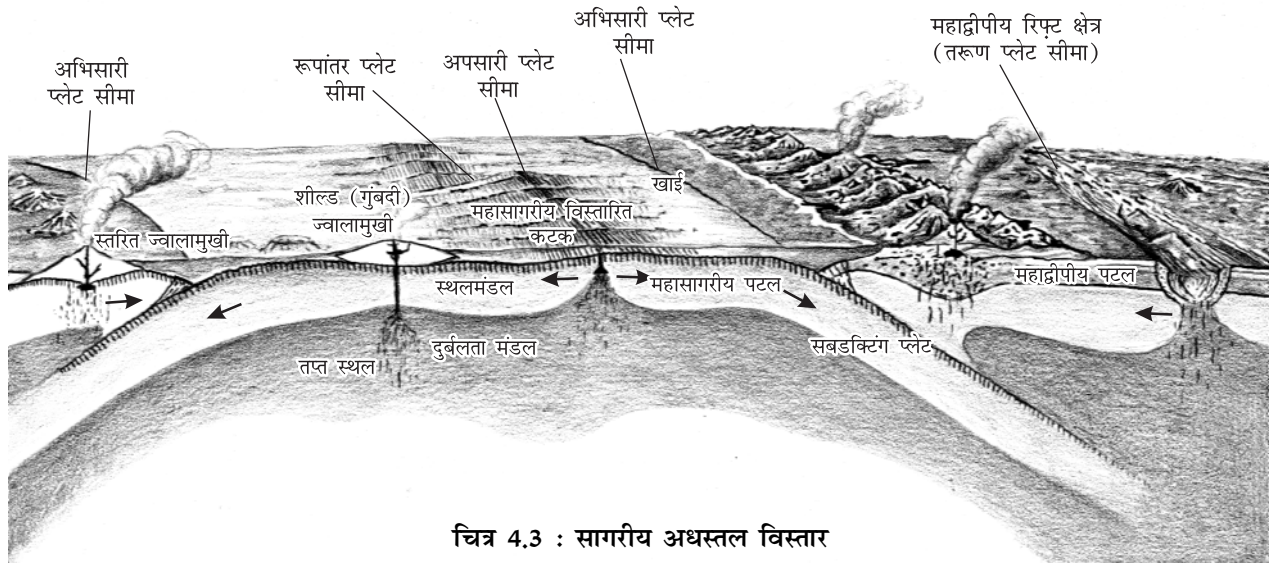 अभिसारी
प्लेट सीमा
रूपांतर प्लेट
सीमा
अपसारी प्लेट
सीमा
अभिसारी प्लेट
सीमा
महाद्वीपीय रिफ़्ट क्षेत्र
(तरूण प्लेट सीमा)
खाई
शील्ड (गुंबदी)
ज्वालामुखी
महासागरीय विस्तारित
कटक
स्तरित ज्वालामुखी
स्थलमंडल
महासागरीय पटल
महाद्वीपीय पटल
दुर्बलता मंडल
तप्त स्थल
सबडक्टिंग प्लेट
चित्र 4.3 : सागरीय अधस्तल विस्तार